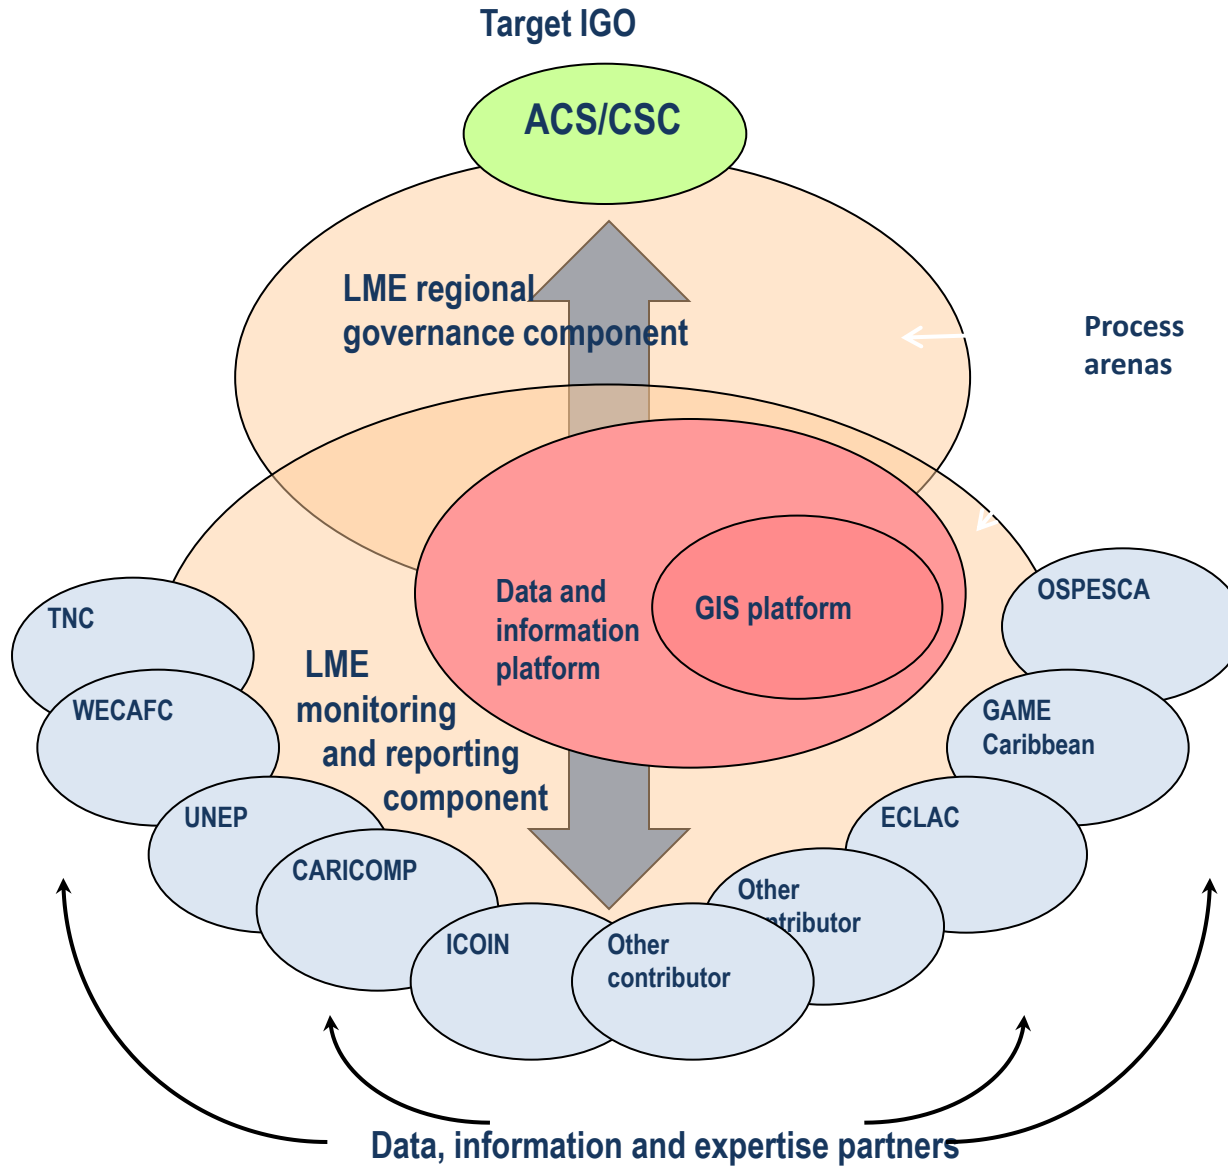 Target IGO
ACS/CSC
LME regional
governance component
Process
arenas
Data and
information
platform
GIS platform
LME
monitoring
and reporting
component
TNC
WECAFC
UNEP
CARICOMP
ICOIN
Other
contributor
Other
ntributor
ECLAC
GAME
Caribbean
OSPESCA
Data, information and expertise partners